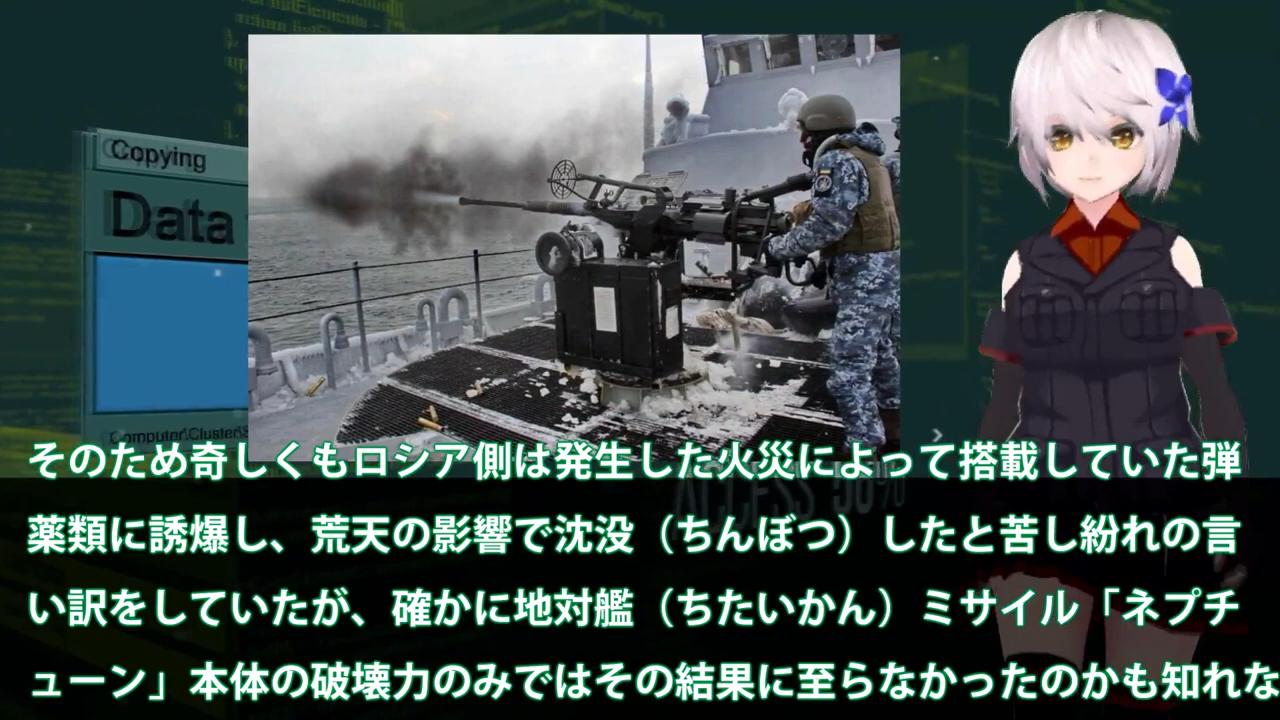 Copying
Data
Computer\Cluster\
ACCESS 50%
そのため奇しくもロシア側は発生した火災によって搭載していた弾
薬類に誘爆し、荒天の影響で沈没（ちんぼつ）したと苦し紛れの言
い訳をしていたが、確かに地対艦（ちたいかん）ミサイル「ネプチ
ューン」本体の破壊力のみではその結果に至らなかったのかも知れな